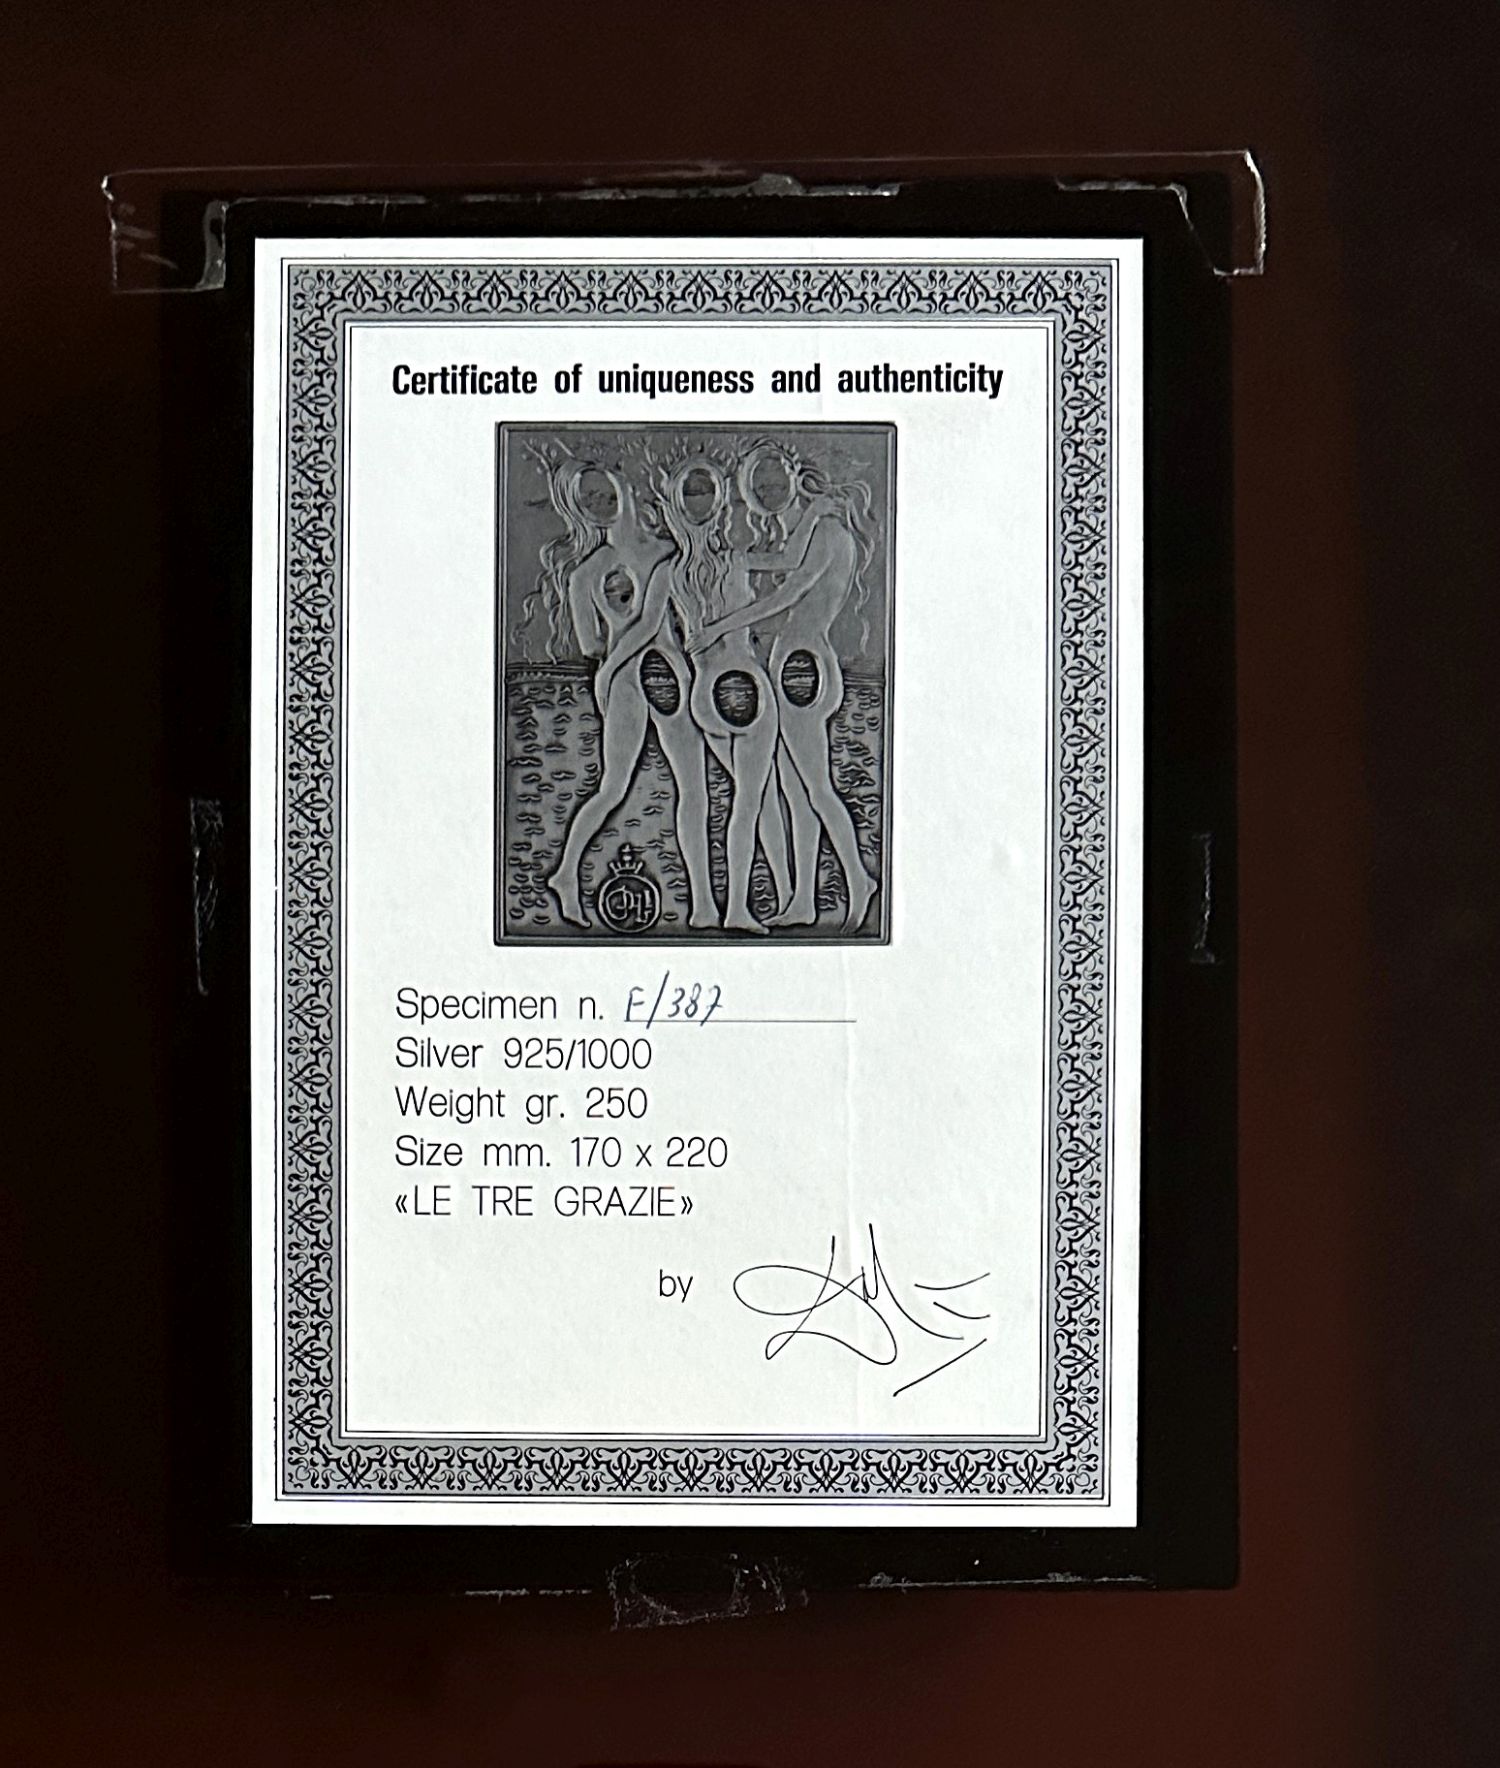 Certificate of uniqueness and authenticity
Specimen n. E/387
Silver 925/1000
Weight gr. 250
Size mm. 170 x 220
«LE TRE GRAZIE»
by